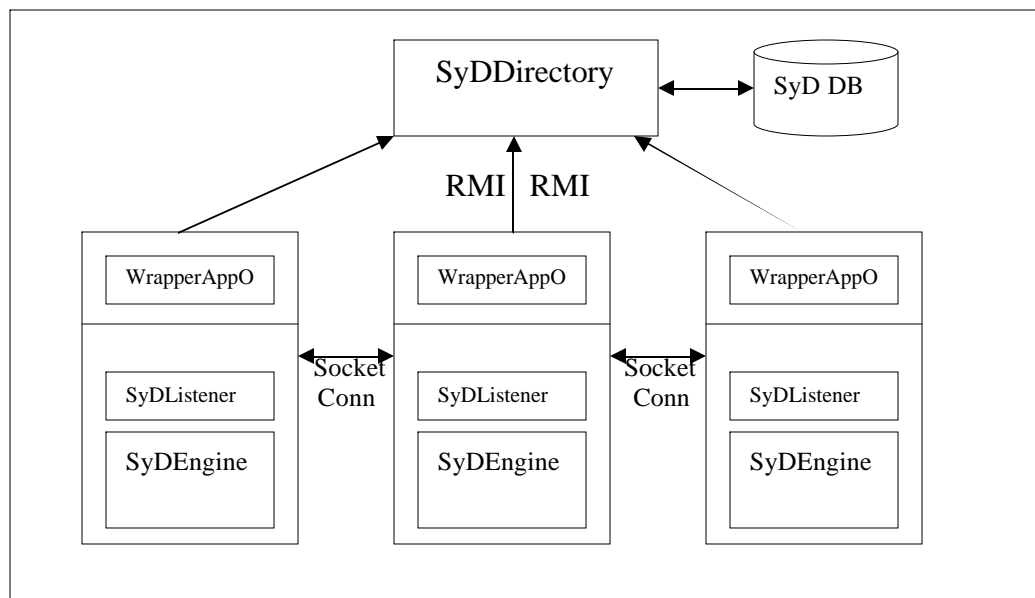 SyDDirectory
SyD DB
RMI RMI
WrapperAppO
WrapperAppO
WrapperAppO
Socket
Conn
Socket
Conn
SyDListener
SyDListener
SyDListener
SyDEngine
SyDEngine
SyDEngine